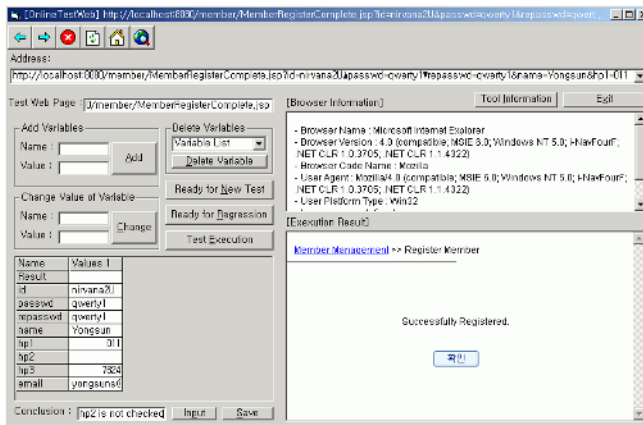 [OnlineTestWeb] http://localhost:8080/member/MemberRegisterComplete.jsp?id=nirvana2U&passwd=qwerty1&repasswd=qwert
Address:
http://localhost:8080/member/MemberRegisterComplete.jsp?id=nirvana2U&passwd=qwerty1&repasswd=qwerty1&name=Yongsun&hp1=011
Test Web Page : 0/member/MemberRegisterComplete.jsp
[Browser Information]
Tool Information
Exit
Add Variables
Name :
Value :
Add
Delete Variables
Variable List
Delete Variable
- Browser Name : Microsoft Internet Explorer
- Browser Version : 4.0 (compatible; MSIE 6.0; Windows NT 5.0; i-NavFourF;
.NET CLR 1.0.3705; .NET CLR 1.1.4322)
- Browser Code Name : Mozilla
- User Agent : Mozilla/4.0 (compatible; MSIE 6.0; Windows NT 5.0; i-NavFourF;
.NET CLR 1.0.3705; .NET CLR 1.1.4322)
- User Platform Type : Win32
Change Value of Variable
Name :
Value :
Change
Ready for New Test
Ready for Regression
Test Execution
[Execution Result]
Member Management >> Register Member
Successfully Registered.
확인
Name Values 1
Result
id nirvana2U
passwd qwerty1
repasswd qwerty1
name Yongsun
hp1 011
hp2
hp3 7824
email yongsuns@
Conclusion : hp2 is not checked
Input
Save